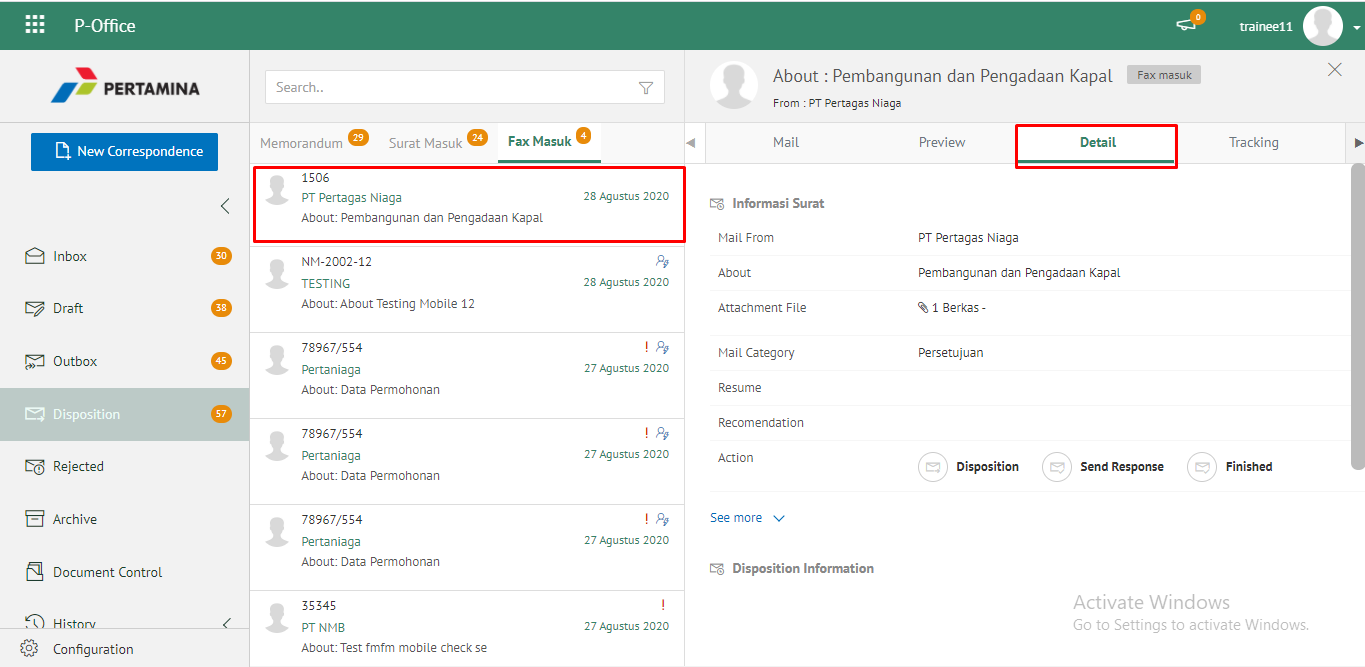 P-Office
0
trainee11
PERTAMINA
New Correspondence
Inbox 30
Draft 38
Outbox 45
Disposition 57
Rejected
Archive
Document Control
History
Configuration
Search..
Memorandum 29 Surat Masuk 24 Fax Masuk 4
1506
PT Pertagas Niaga 28 Agustus 2020
About: Pembangunan dan Pengadaan Kapal
NM-2002-12
TESTING 28 Agustus 2020
About: About Testing Mobile 12
78967/554 !
Pertaniaga 27 Agustus 2020
About: Data Permohonan
78967/554 !
Pertaniaga 27 Agustus 2020
About: Data Permohonan
78967/554 !
Pertaniaga 27 Agustus 2020
About: Data Permohonan
35345 !
PT NMB 27 Agustus 2020
About: Test fmfm mobile check se
About : Pembangunan dan Pengadaan Kapal Fax masuk
From : PT Pertagas Niaga
Mail Preview Detail Tracking
Informasi Surat
Mail From PT Pertagas Niaga
About Pembangunan dan Pengadaan Kapal
Attachment File 1 Berkas -
Mail Category Persetujuan
Resume
Recomendation
Action Disposition Send Response Finished
See more
Disposition Information
Activate Windows
Go to Settings to activate Windows.